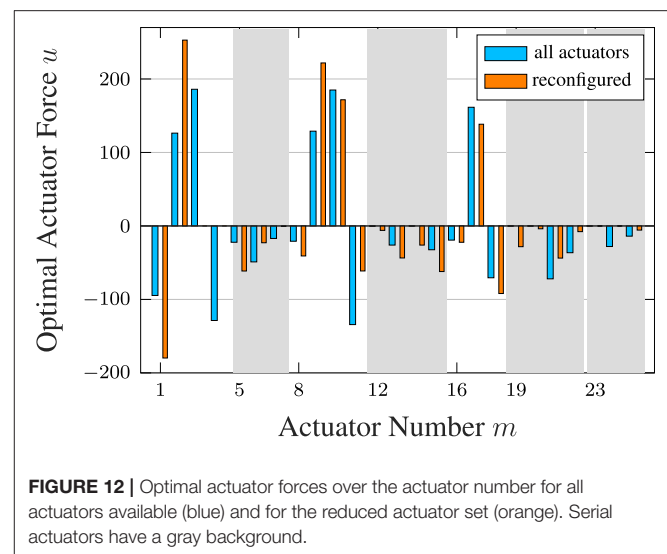 all actuators
reconfigured
Optimal Actuator Force u
200
100
0
−100
−200
1 5 8 12 16 19 23
Actuator Number m
FIGURE 12 | Optimal actuator forces over the actuator number for all
actuators available (blue) and for the reduced actuator set (orange). Serial
actuators have a gray background.